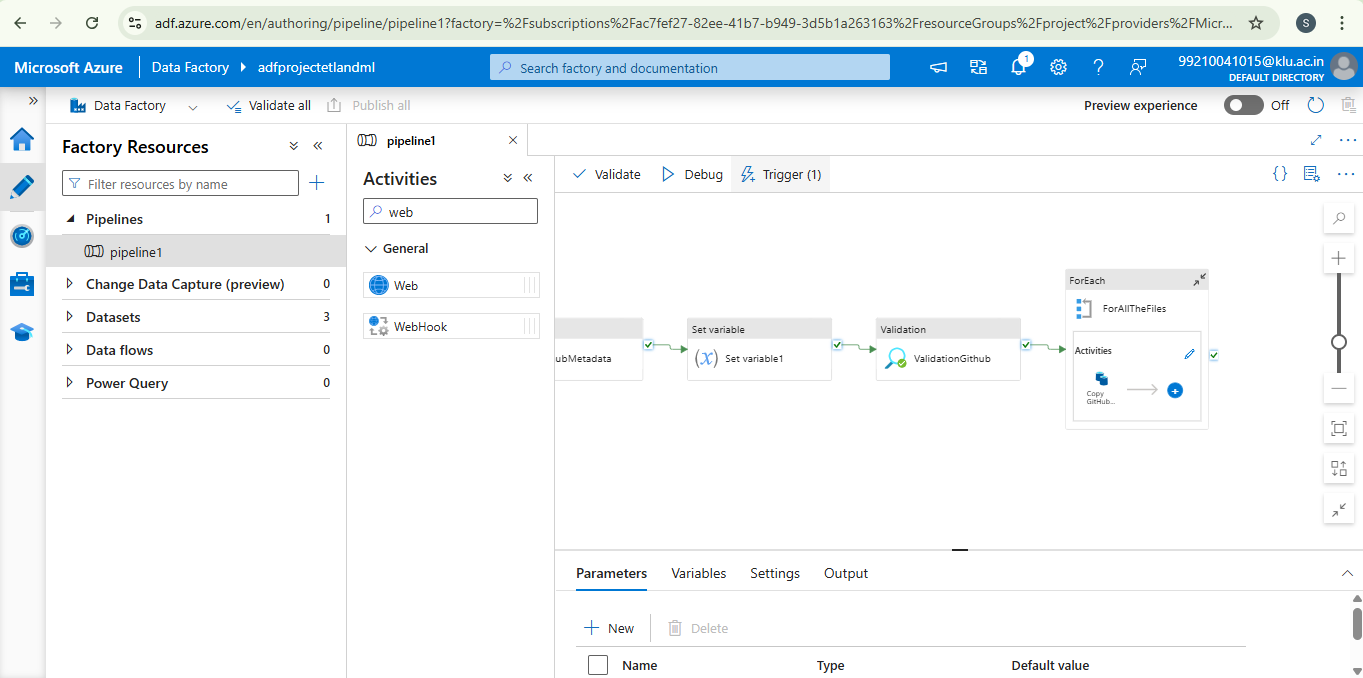 adf.azure.com/en/authoring/pipeline/pipeline1?factory=%2Fsubscriptions%2Fac7fef27-82ee-41b7-b949-3d5b1a263163%2FresourceGroups%2Fproject%2Fproviders%2FMicr...
S
Microsoft Azure
Data Factory
adfprojectetlandml
Search factory and documentation
1
99210041015@klu.ac.in
DEFAULT DIRECTORY
Data Factory
Validate all
Publish all
Preview experience
Off
Factory Resources
Filter resources by name
Pipelines
1
pipeline1
Change Data Capture (preview)
0
Datasets
3
Data flows
0
Power Query
0
pipeline1
Activities
web
General
Web
WebHook
Validate
Debug
Trigger (1)
ubMetadata
Set variable
(x) Set variable1
Validation
ValidationGithub
ForEach
ForAllTheFiles
Activities
Copy
GitHub...
Parameters
Variables
Settings
Output
New
Delete
Name
Type
Default value